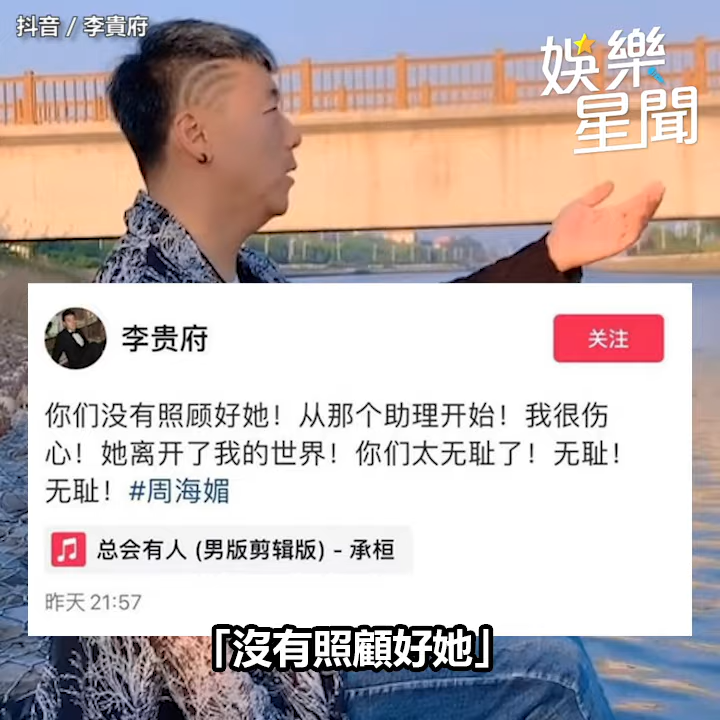 抖音 / 李貴府
娛樂
星聞
李贵府
关注
你们没有照顾好她！从那个助理开始！我很伤
心！她离开了我的世界！你们太无耻了！无耻！
无耻！#周海媚
总会有人 (男版剪辑版) - 承桓
昨天 21:57
「沒有照顧好她」